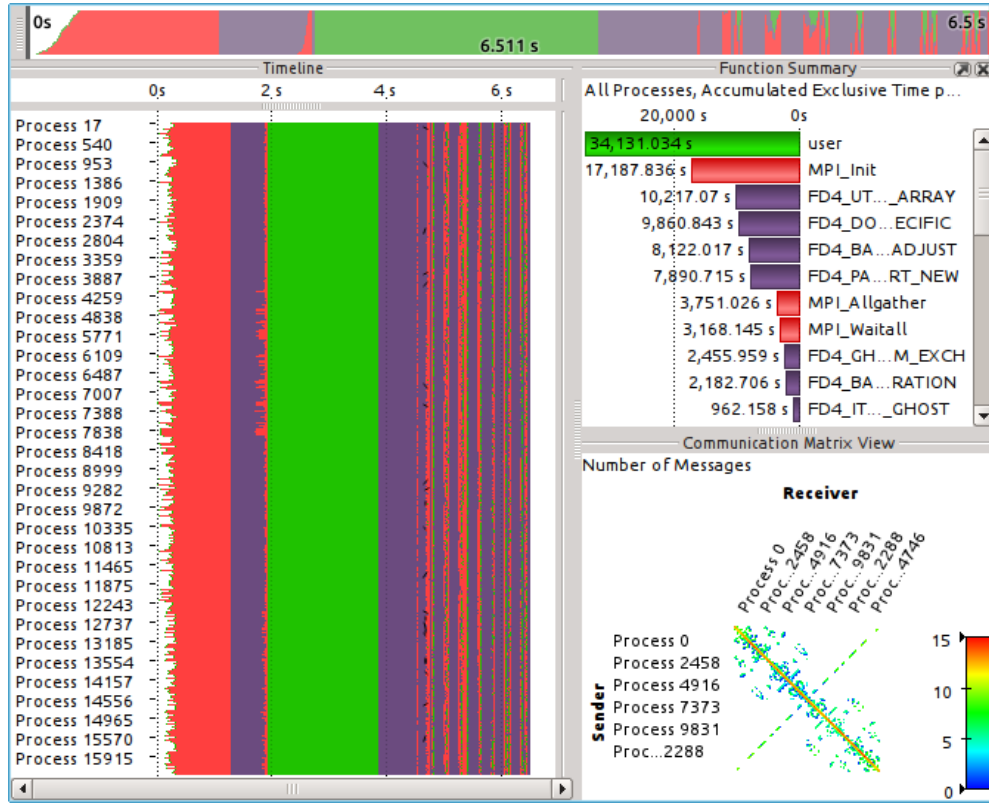 0s
6.5 s
6.511 s
Timeline
0s
2 s
4 s
6 s
Process 17
Process 540
Process 953
Process 1386
Process 1909
Process 2374
Process 2804
Process 3359
Process 3887
Process 4259
Process 4838
Process 5771
Process 6109
Process 6487
Process 7007
Process 7388
Process 7838
Process 8418
Process 8999
Process 9282
Process 9872
Process 10335
Process 10813
Process 11465
Process 11875
Process 12243
Process 12737
Process 13185
Process 13554
Process 14157
Process 14556
Process 14965
Process 15570
Process 15915
Function Summary
All Processes, Accumulated Exclusive Time p...
20,000 s
0s
34,131.034 s user
17,187.836 s MPI_Init
10,217.07 s FD4_UT..._ARRAY
9,860.843 s FD4_DO...ECIFIC
8,122.017 s FD4_BA...ADJUST
7,890.715 s FD4_PA...RT_NEW
3,751.026 s MPI_Allgather
3,168.145 s MPI_Waitall
2,455.959 s FD4_GH...M_EXCH
2,182.706 s FD4_BA...RATION
962.158 s FD4_IT..._GHOST
Communication Matrix View
Number of Messages
Receiver
Process 0
Proc...2458
Proc...4916
Proc...7373
Proc...9831
Proc...2288
Proc...4746
Sender
Process 0
Process 2458
Process 4916
Process 7373
Process 9831
Proc...2288
15
10
5
0